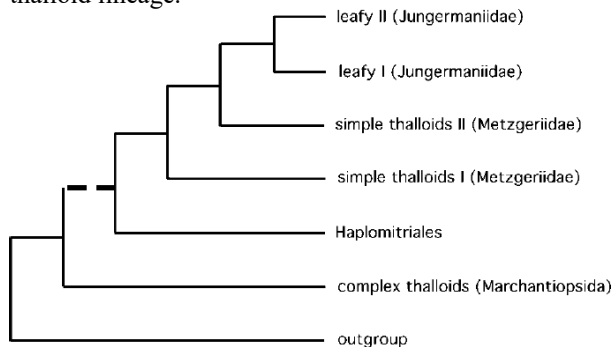 thalloid lineage.
leafy II (Jungermaniidae)
leafy I (Jungermaniidae)
simple thalloids II (Metzgeriidae)
simple thalloids I (Metzgeriidae)
Haplomitriales
complex thalloids (Marchantiopsida)
outgroup